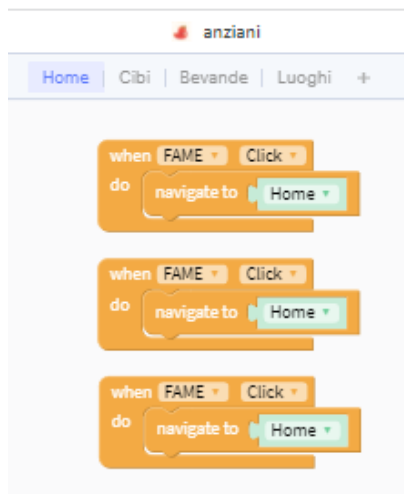 anziani
Home | Cibi | Bevande | Luoghi +
when FAME Click
do navigate to Home
when FAME Click
do navigate to Home
when FAME Click
do navigate to Home